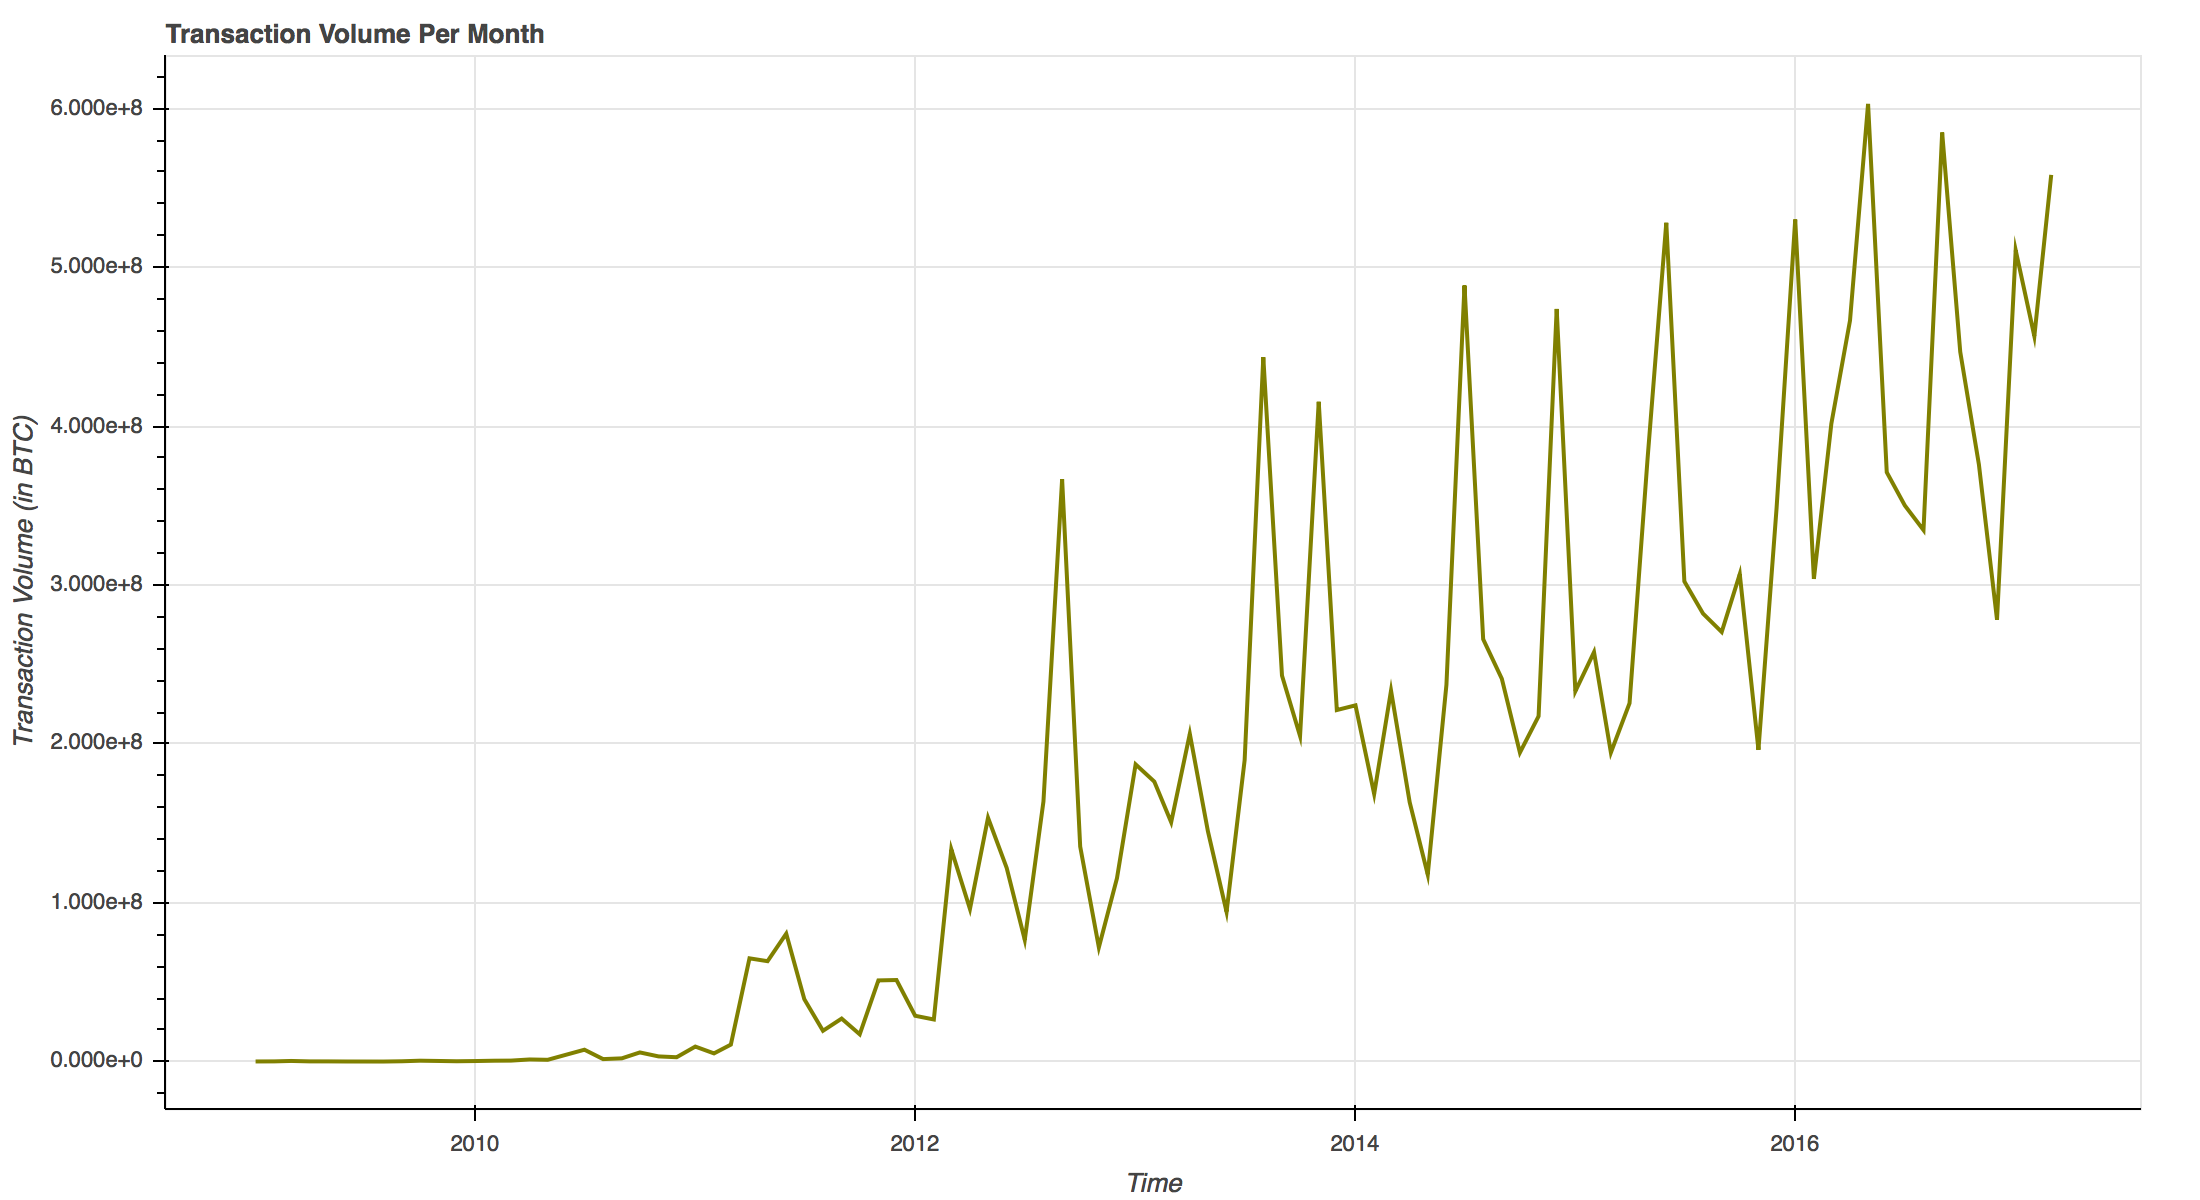 Transaction Volume Per Month
6.000e+8
5.000e+8
4.000e+8
3.000e+8
2.000e+8
1.000e+8
0.000e+0
Transaction Volume (in BTC)
2010 2012 2014 2016
Time